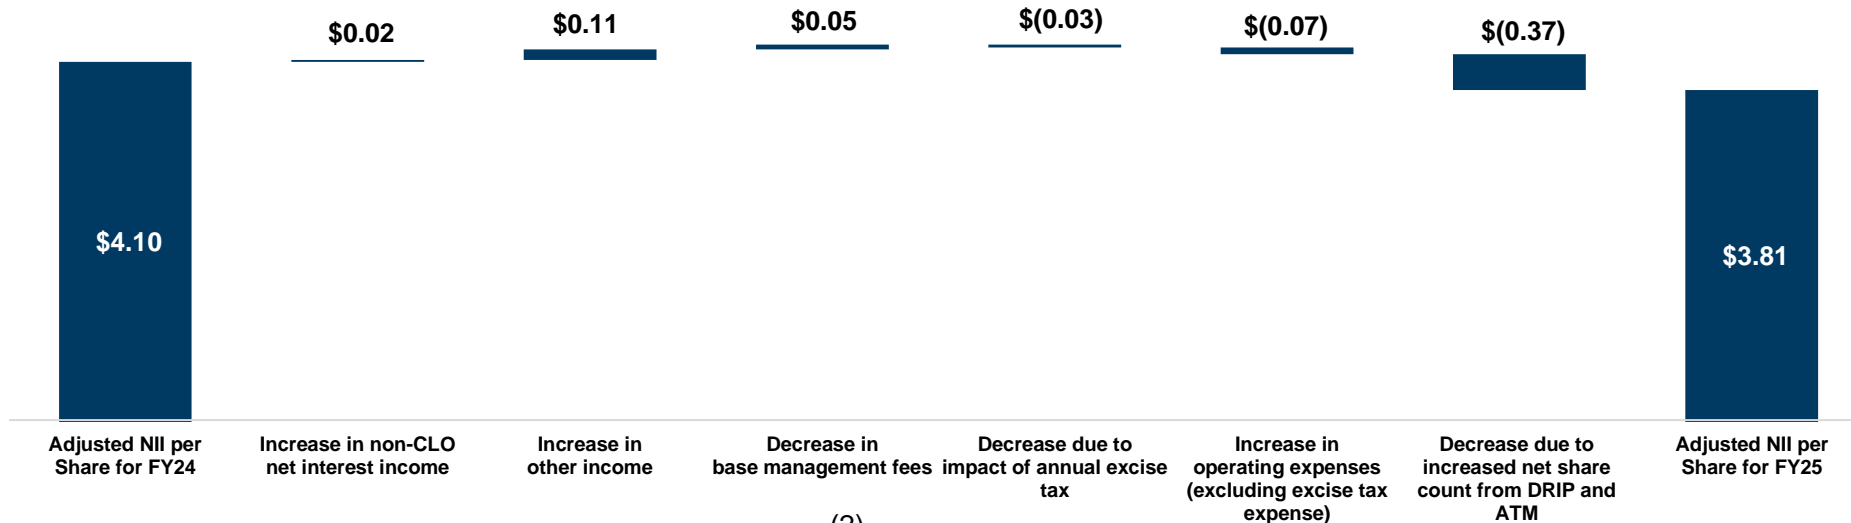 $0.02
$0.11
$0.05
$(0.03)
$(0.07)
$(0.37)
$4.10
$3.81
Adjusted NII per
Share for FY24
Increase in non-CLO
net interest income
Increase in
other income
Decrease in
base management fees
Decrease due to
impact of annual excise
tax
Increase in
operating expenses
(excluding excise tax
expense)
Decrease due to
increased net share
count from DRIP and
ATM
Adjusted NII per
Share for FY25